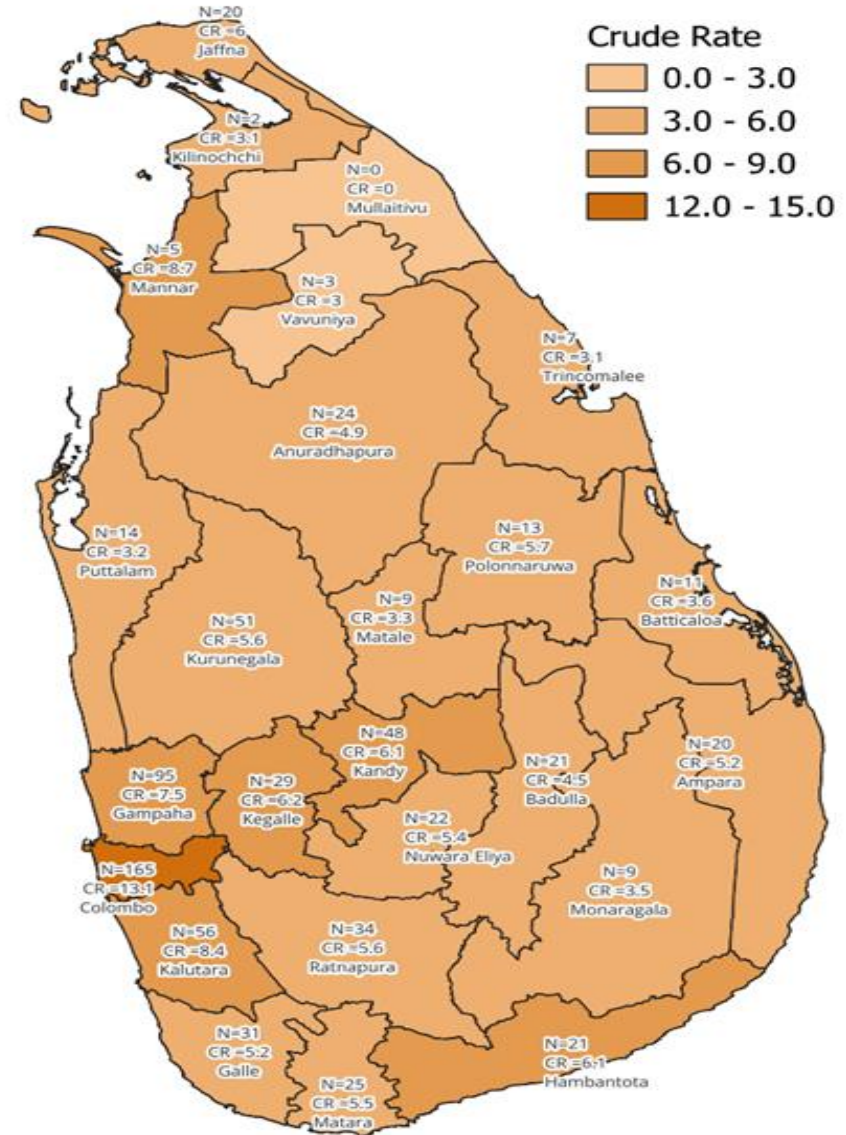 N=20
CR =6
Jaffna
Crude Rate
0.0 - 3.0
3.0 - 6.0
6.0 - 9.0
12.0 - 15.0
N=2
CR =3.1
Kilinochchi
N=0
CR =0
Mullaitivu
N=5
CR =8.7
Mannar
N=3
CR =3
Vavuniya
N=7
CR =3.1
Trincomalee
N=24
CR =4.9
Anuradhapura
N=14
CR =3.2
Puttalam
N=13
CR =5.7
Polonnaruwa
N=11
CR =3.6
Batticaloa
N=51
CR =5.6
Kurunegala
N=9
CR =3.3
Matale
N=48
CR =6.1
Kandy
N=95
CR =7.5
Gampaha
N=29
CR =6.2
Kegalle
N=21
CR =4.5
Badulla
N=20
CR =5.2
Ampara
N=22
CR =5.4
Nuwara Eliya
N=165
CR =13.1
Colombo
N=9
CR =3.5
Monaragala
N=56
CR =8.4
Kalutara
N=34
CR =5.6
Ratnapura
N=31
CR =5.2
Galle
N=25
CR =5.5
Matara
N=21
CR =6.1
Hambantota